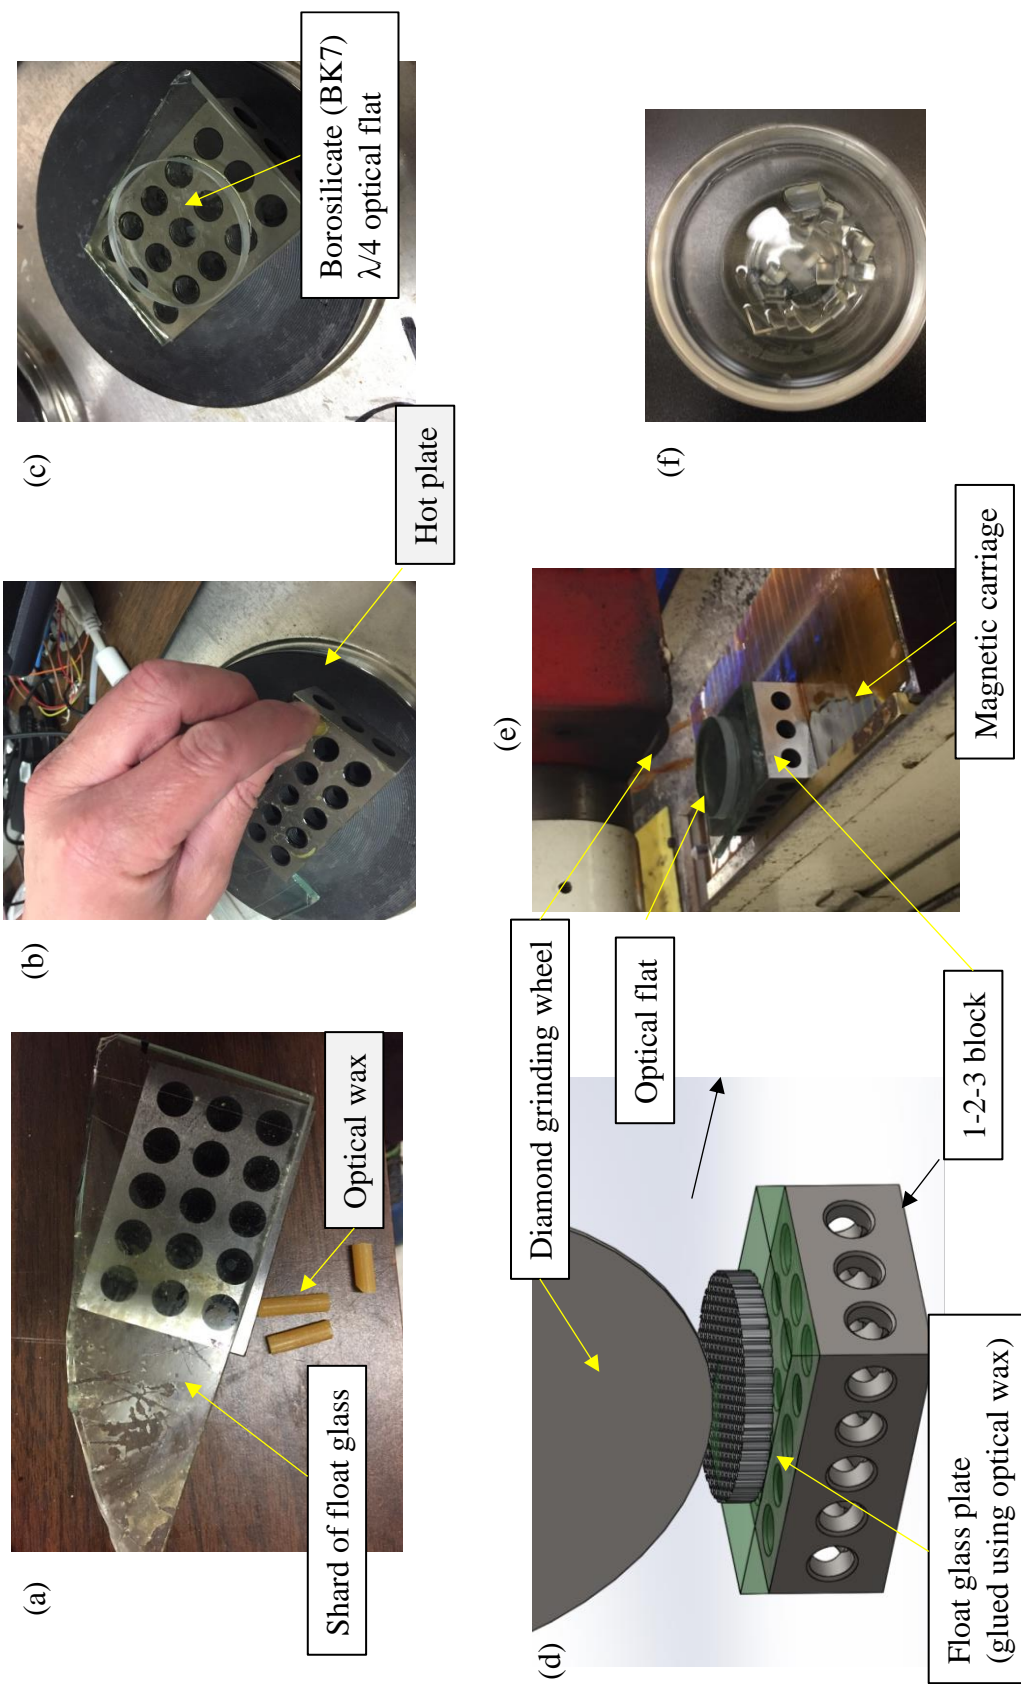 (a)
Shard of float glass
Optical wax
(b)
Hot plate
(c)
Borosilicate (BK7)
λ/4 optical flat
(d)
Diamond grinding wheel
Optical flat
1-2-3 block
Float glass plate
(glued using optical wax)
(e)
Magnetic carriage
(f)